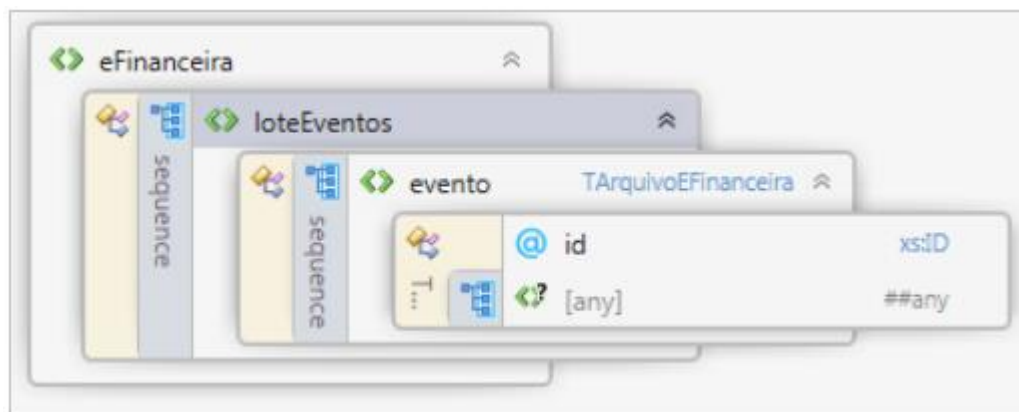 eFinanceira
loteEventos
sequence
evento TArquivoEFinanceira
sequence
@ id xs:ID
T... [any] ##any